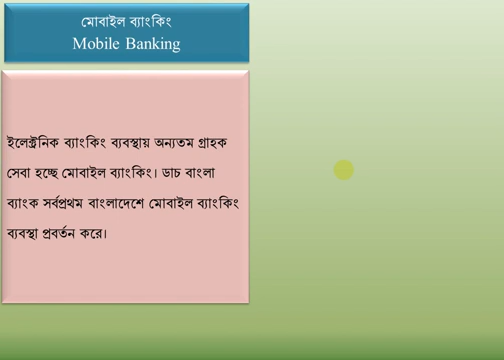 মোবাইল ব্যাংকিং
Mobile Banking
ইলেক্ট্রনিক ব্যাংকিং ব্যবস্থায় অন্যতম গ্রাহক
সেবা হচ্ছে মোবাইল ব্যাংকিং। ডাচ বাংলা
ব্যাংক সর্বপ্রথম বাংলাদেশে মোবাইল ব্যাংকিং
ব্যবস্থা প্রবর্তন করে।